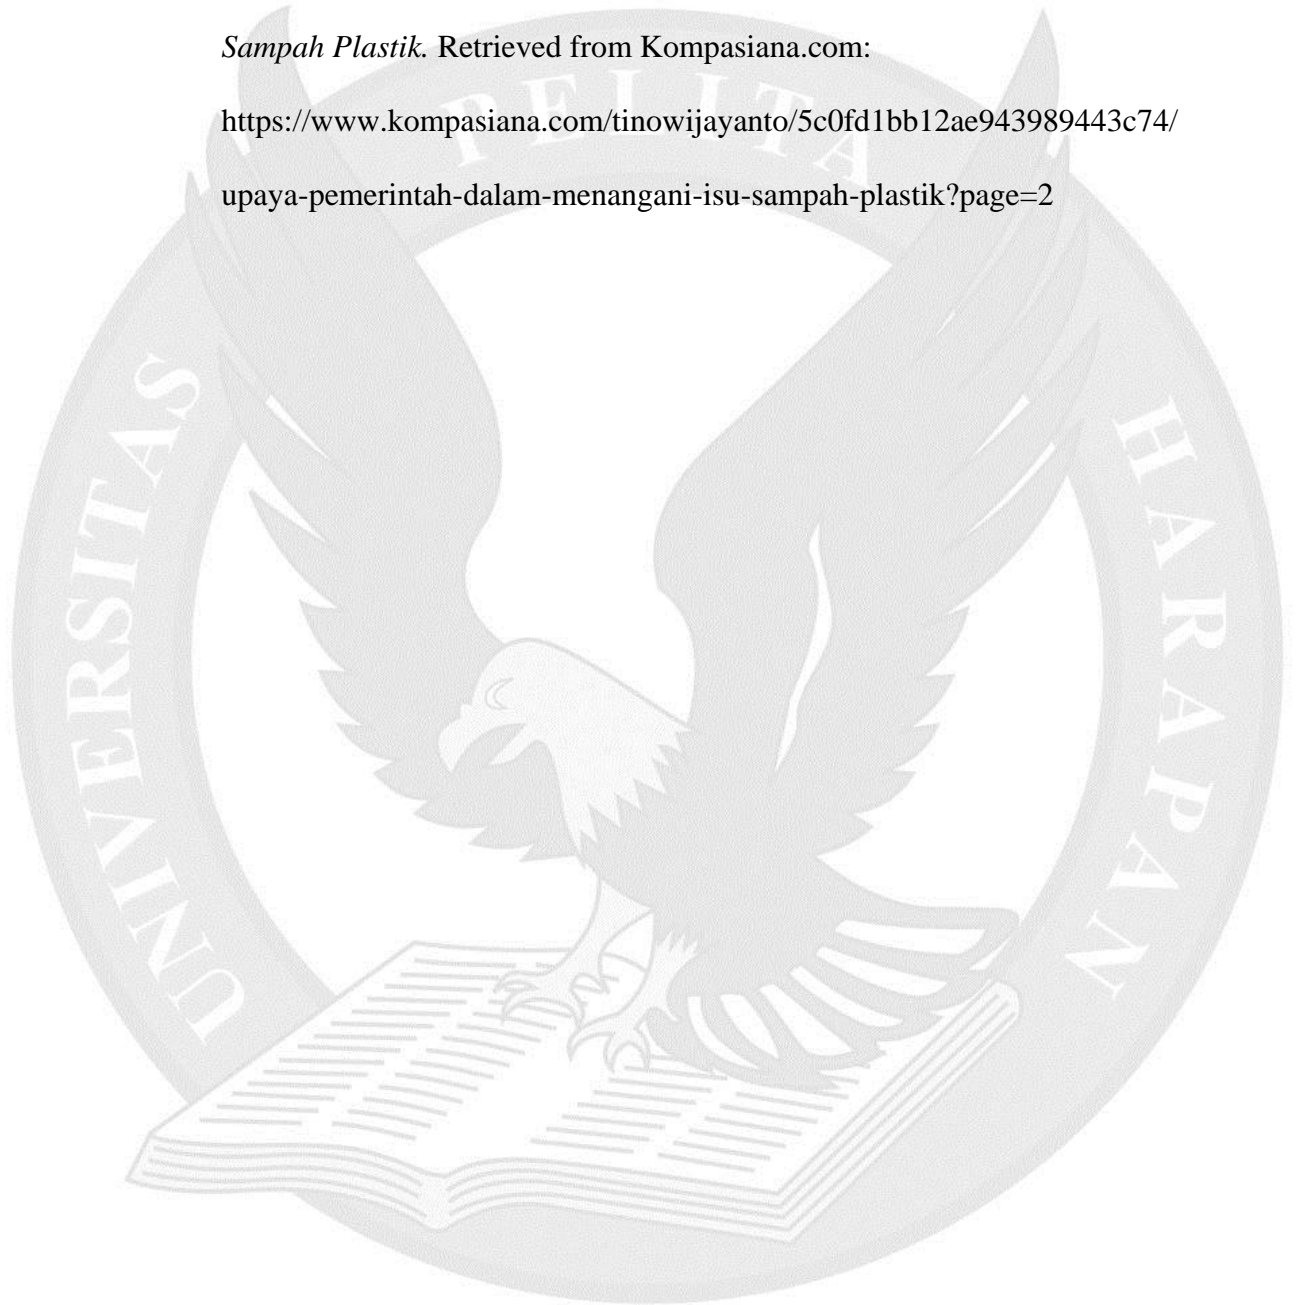 Sampah Plastik. Retrieved from Kompasiana.com:
https://www.kompasiana.com/tinowijayanto/5c0fd1bb12ae943989443c74/
upaya-pemerintah-dalam-menangani-isu-sampah-plastik?page=2
UNIVERSITAS PELITA HARAPAN